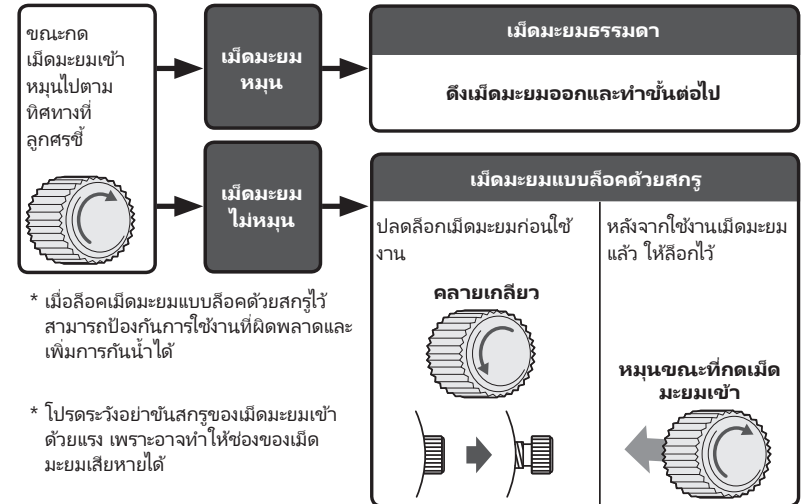 ขณะกด
เม็ดมะยมเข้า
หมุนไปตาม
ทิศทางที่
ลูกศรชี้
เม็ดมะยม
หมุน
เม็ดมะยมธรรมดา
ดึงเม็ดมะยมออกและทำขั้นต่อไป
เม็ดมะยม
ไม่หมุน
เม็ดมะยมแบบล็อคด้วยสกรู
ปลดล็อกเม็ดมะยมก่อนใช้
งาน
คลายเกลียว
หลังจากใช้งานเม็ดมะยม
แล้ว ให้ล็อกไว้
หมุนขณะที่กดเม็ด
มะยมเข้า
* เมื่อล็อคเม็ดมะยมแบบล็อคด้วยสกรูไว้
สามารถป้องกันการใช้งานที่ผิดพลาดและ
เพิ่มการกันน้ำได้
* โปรดระวังอย่าขันสกรูของเม็ดมะยมเข้า
ด้วยแรง เพราะอาจทำให้ช่องของเม็ด
มะยมเสียหายได้